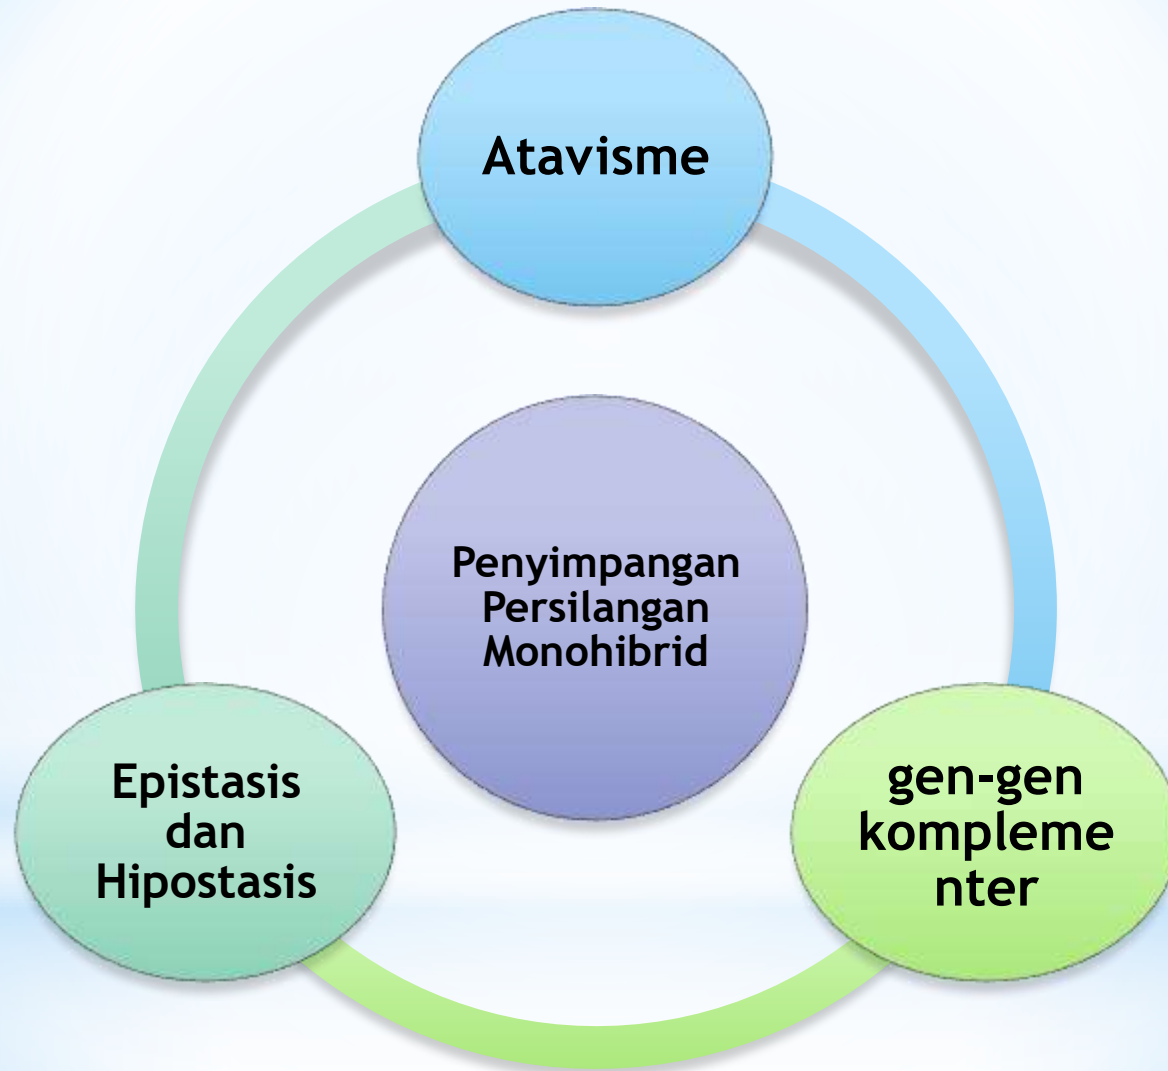 Atavisme
Penyimpangan
Persilangan
Monohibrid
Epistasis
dan
Hipostasis
gen-gen
kompleme
nter